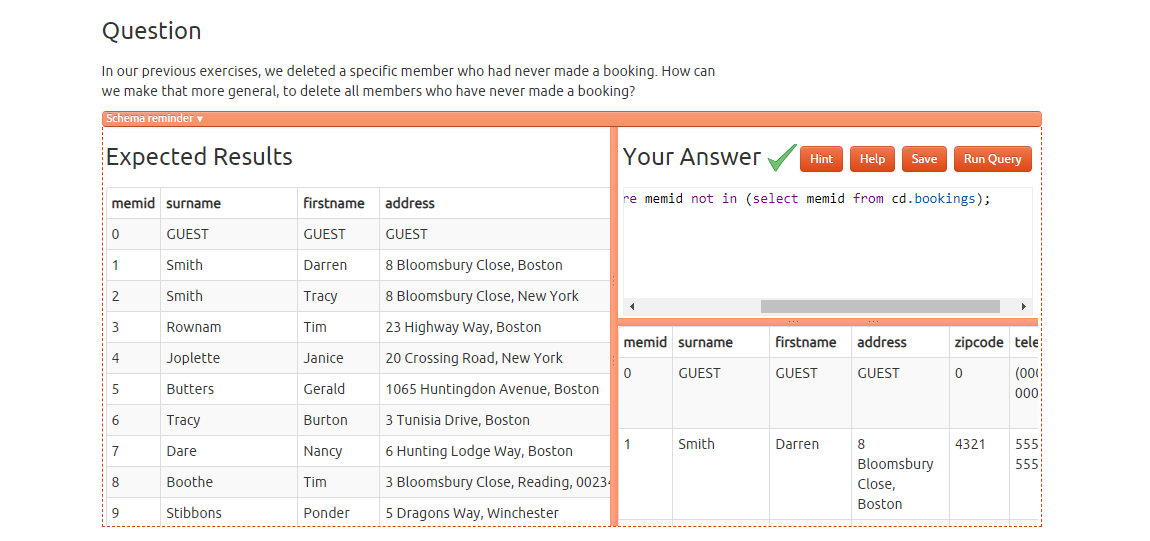 Question
In our previous exercises, we deleted a specific member who had never made a booking. How can
we make that more general, to delete all members who have never made a booking?
Schema reminder ▾
Expected Results
memid surname firstname address
0 GUEST GUEST GUEST
1 Smith Darren 8 Bloomsbury Close, Boston
2 Smith Tracy 8 Bloomsbury Close, New York
3 Rownam Tim 23 Highway Way, Boston
4 Joplette Janice 20 Crossing Road, New York
5 Butters Gerald 1065 Huntingdon Avenue, Boston
6 Tracy Burton 3 Tunisia Drive, Boston
7 Dare Nancy 6 Hunting Lodge Way, Boston
8 Boothe Tim 3 Bloomsbury Close, Reading, 00234
9 Stibbons Ponder 5 Dragons Way, Winchester
Your Answer Hint Help Save Run Query
re memid not in (select memid from cd.bookings);
memid surname firstname address zipcode tele
0 GUEST GUEST GUEST 0 (000
000
1 Smith Darren 8 4321 555
Bloomsbury 555
Close,
Boston